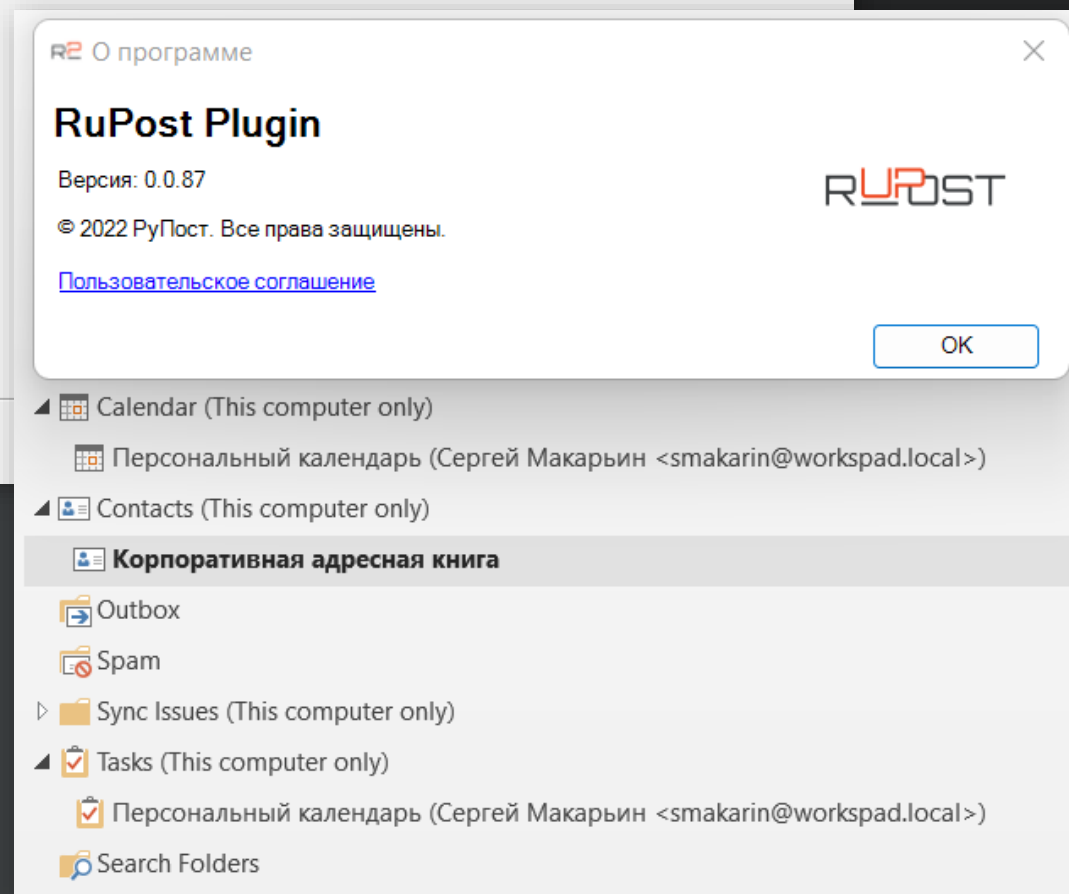 R2 О программе
RuPost Plugin
Версия: 0.0.87
RUPOST
© 2022 РуПост. Все права защищены.
Пользовательское соглашение
OK
Calendar (This computer only)
Персональный календарь (Сергей Макарьин <smakarin@workspad.local>)
Contacts (This computer only)
Корпоративная адресная книга
Outbox
Spam
Sync Issues (This computer only)
Tasks (This computer only)
Персональный календарь (Сергей Макарьин <smakarin@workspad.local>)
Search Folders